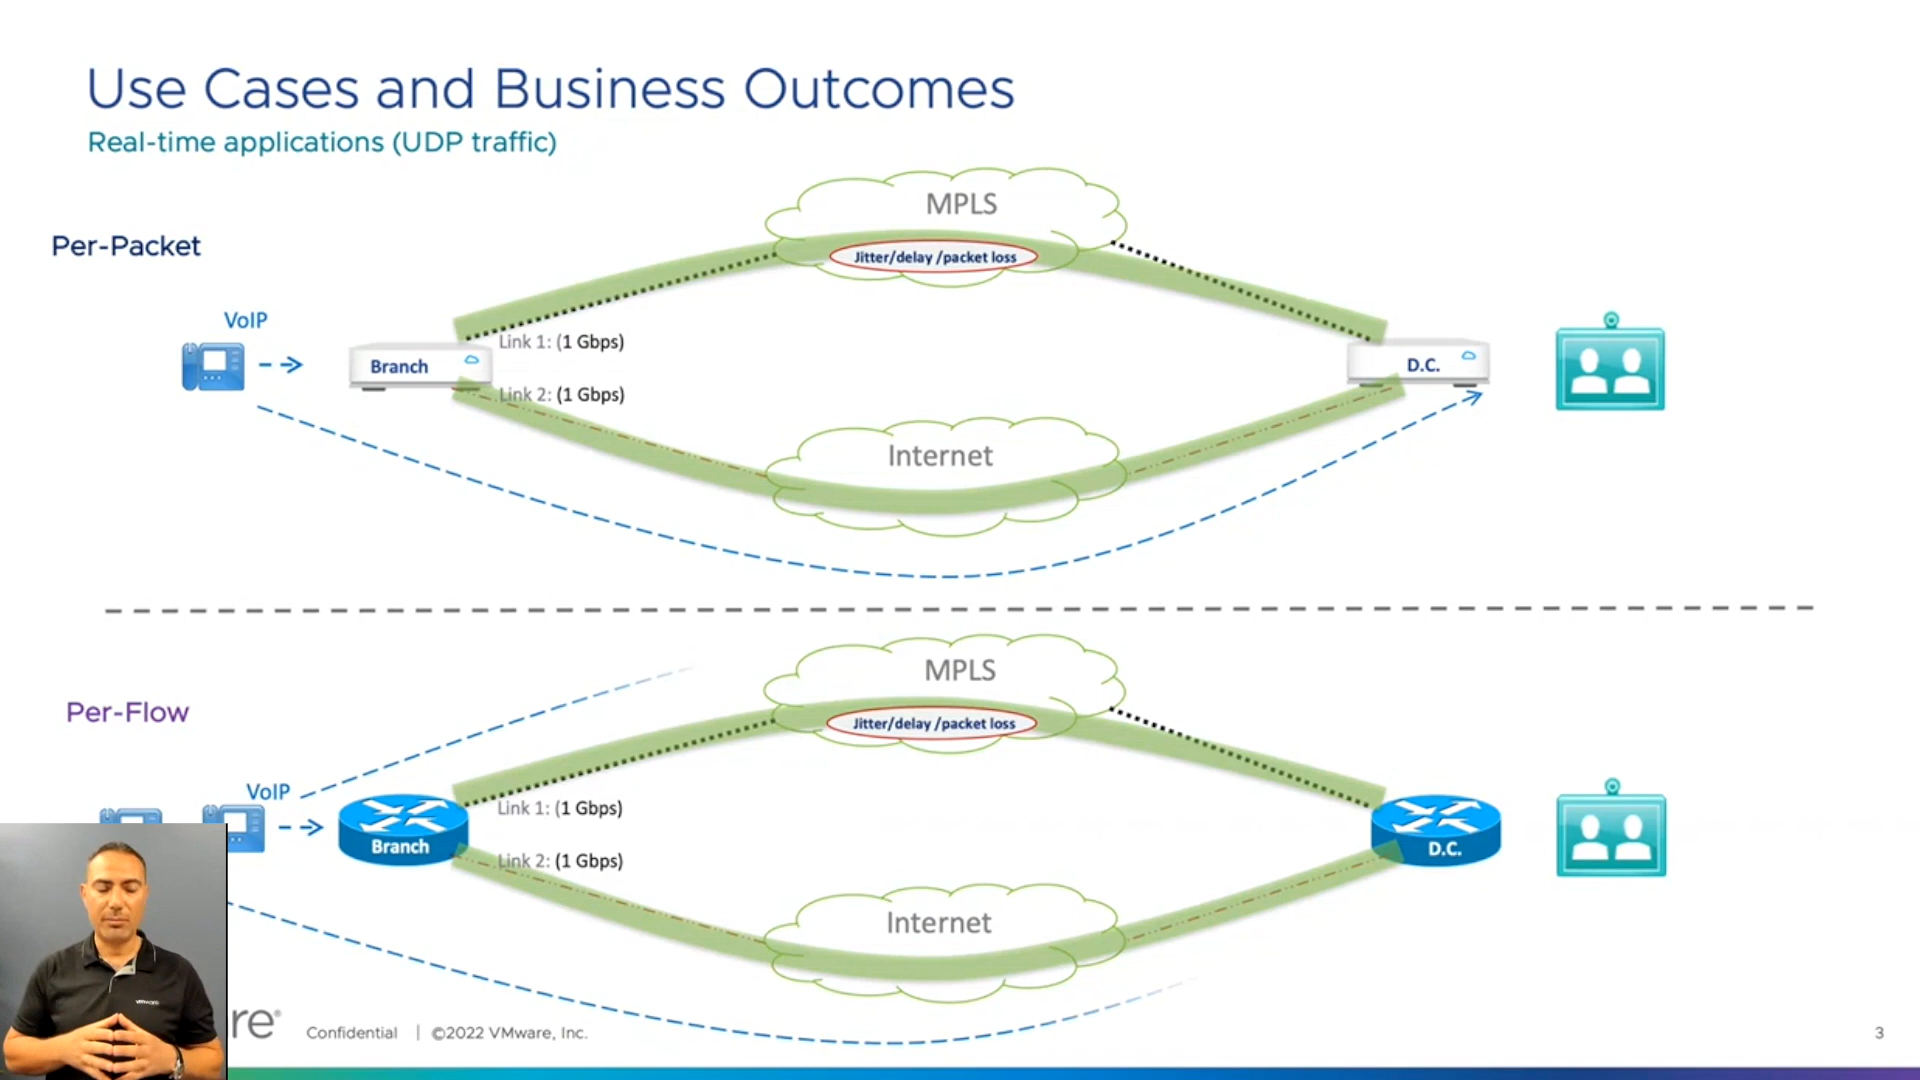 Use Cases and Business Outcomes
Real-time applications (UDP traffic)
Per-Packet
MPLS
Jitter/delay /packet loss
VoIP
Branch
Link 1: (1 Gbps)
Link 2: (1 Gbps)
D.C.
Internet
Per-Flow
MPLS
Jitter/delay /packet loss
VoIP
Branch
Link 1: (1 Gbps)
Link 2: (1 Gbps)
D.C.
Internet
vmware
re®
Confidential | ©2022 VMware, Inc.
3